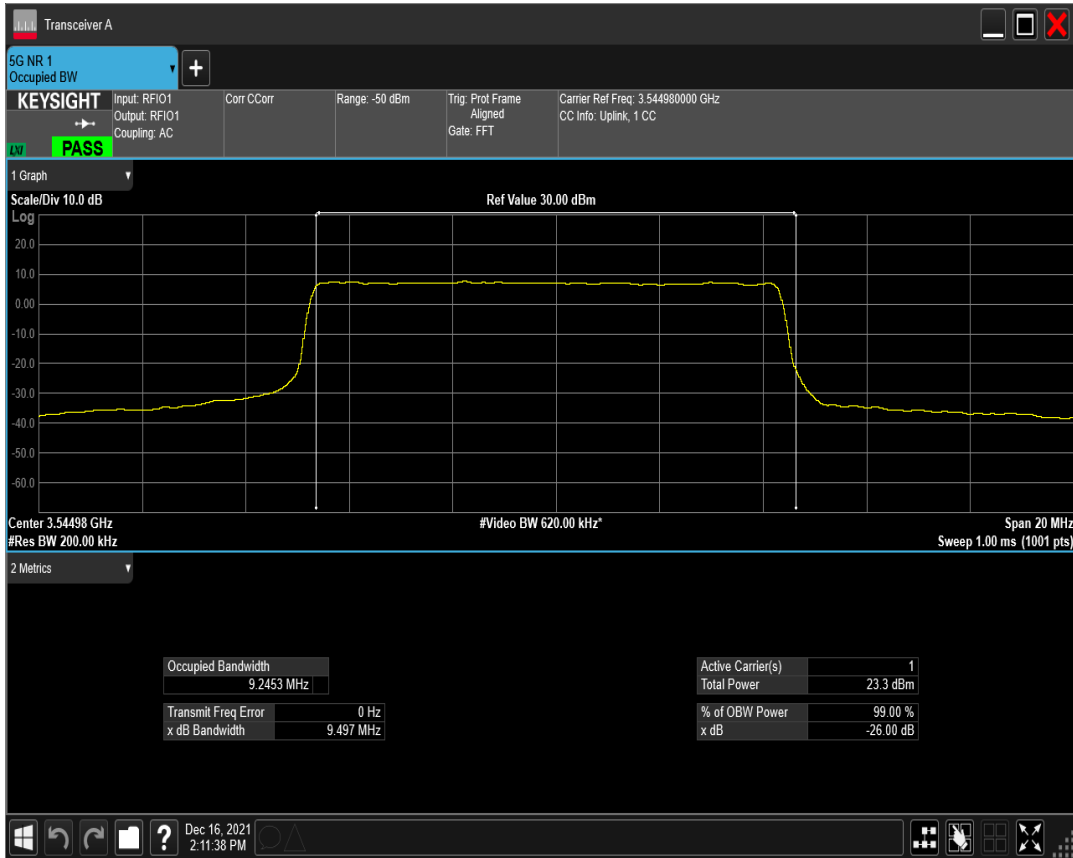 Transceiver A
5G NR 1
Occupied BW
KEYSIGHT
Input: RFIO1
Output: RFIO1
Coupling: AC
Corr CCorr
Range: -50 dBm
Trig: Prot Frame
Aligned
Gate: FFT
Carrier Ref Freq: 3.544980000 GHz
CC Info: Uplink, 1 CC
LXI
PASS
1 Graph
Scale/Div 10.0 dB
Ref Value 30.00 dBm
Log
20.0
10.0
0.00
-10.0
-20.0
-30.0
-40.0
-50.0
-60.0
Center 3.54498 GHz
#Video BW 620.00 kHz*
Span 20 MHz
#Res BW 200.00 kHz
Sweep 1.00 ms (1001 pts)
2 Metrics
Occupied Bandwidth
9.2453 MHz
Transmit Freq Error 0 Hz
x dB Bandwidth 9.497 MHz
Active Carrier(s) 1
Total Power 23.3 dBm
% of OBW Power 99.00 %
x dB -26.00 dB
?
Dec 16, 2021
2:11:38 PM